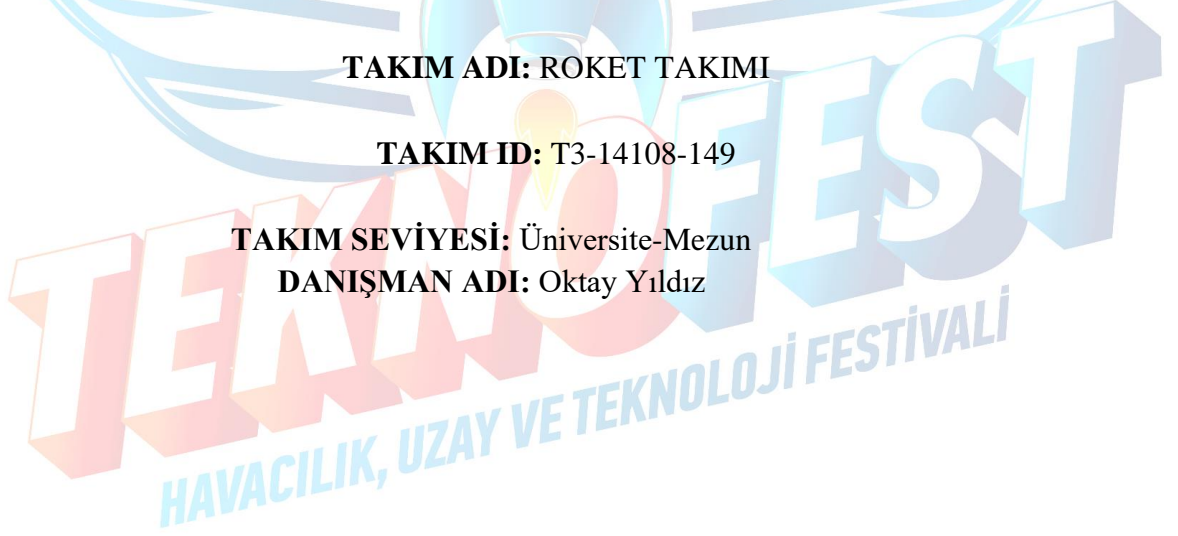 TAKIM ADI: ROKET TAKIMI
TAKIM ID: T3-14108-149
TAKIM SEVİYESİ: Üniversite-Mezun
DANIŞMAN ADI: Oktay Yıldız
TEKNOFEST
HAVACILIK, UZAY VE TEKNOLOJİ FESTİVALİ